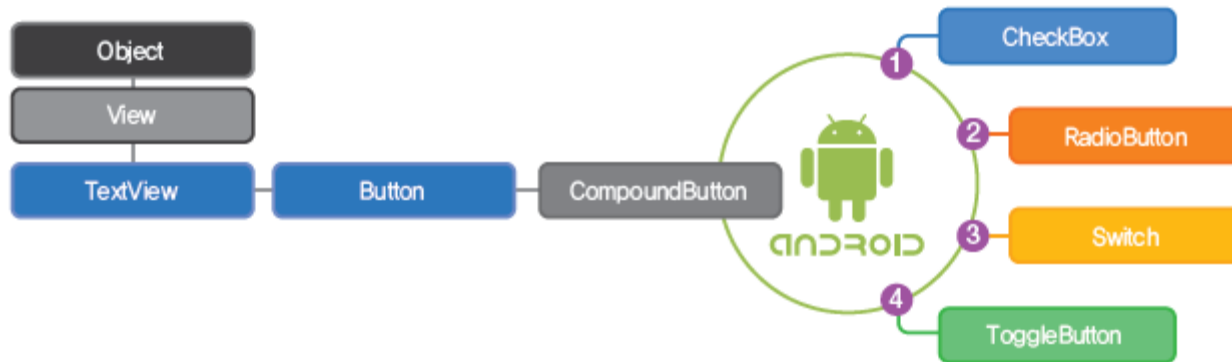 Object
View
TextView
Button
CompoundButton
ANDROID
1
CheckBox
2
RadioButton
3
Switch
4
ToggleButton